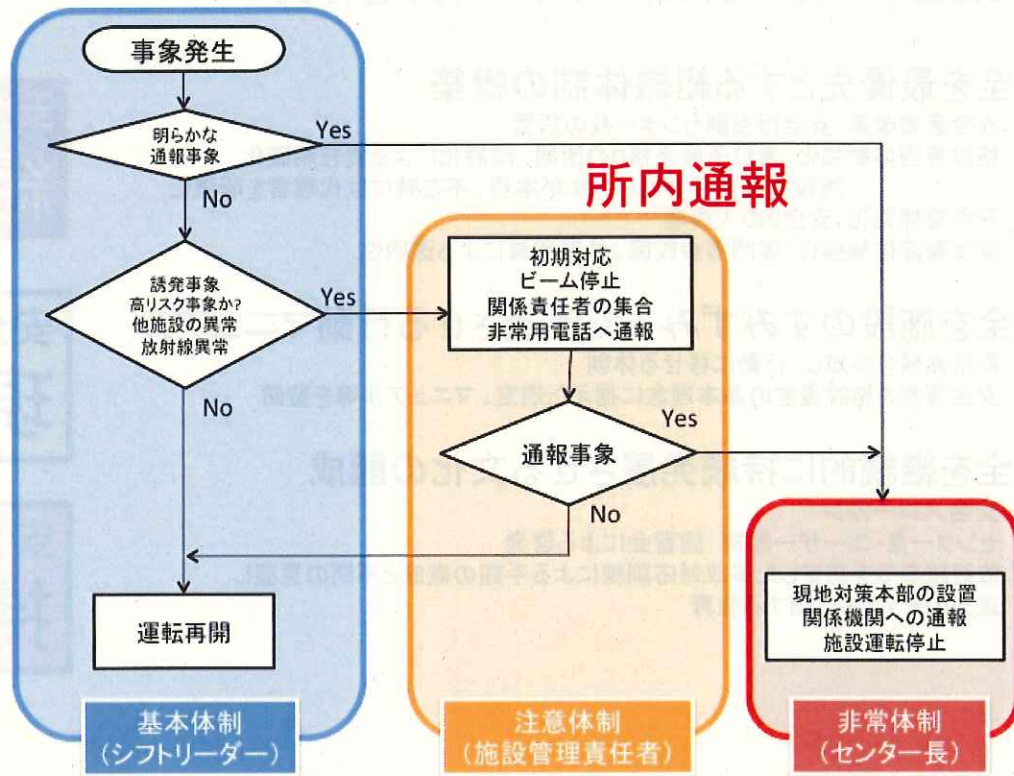 事象発生
明らかな
通報事象
Yes
No
誘発事象
高リスク事象か?
他施設の異常
放射線異常
Yes
No
運転再開
基本体制
(シフトリーダー)
所内通報
初期対応
ビーム停止
関係責任者の集合
非常用電話へ通報
通報事象
Yes
No
注意体制
(施設管理責任者)
現地対策本部の設置
関係機関への通報
施設運転停止
非常体制
(センター長)